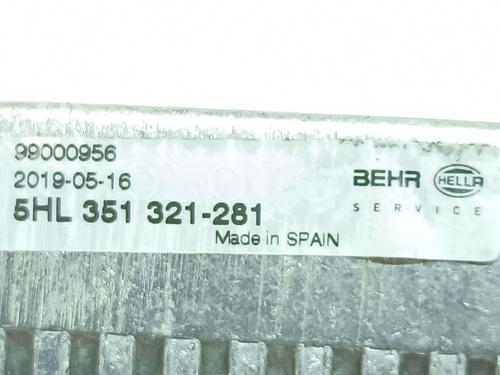 99000956
2019-05-16
5HL 351 321-281
Made in SPAIN
BEHR HELLA
SERVICE